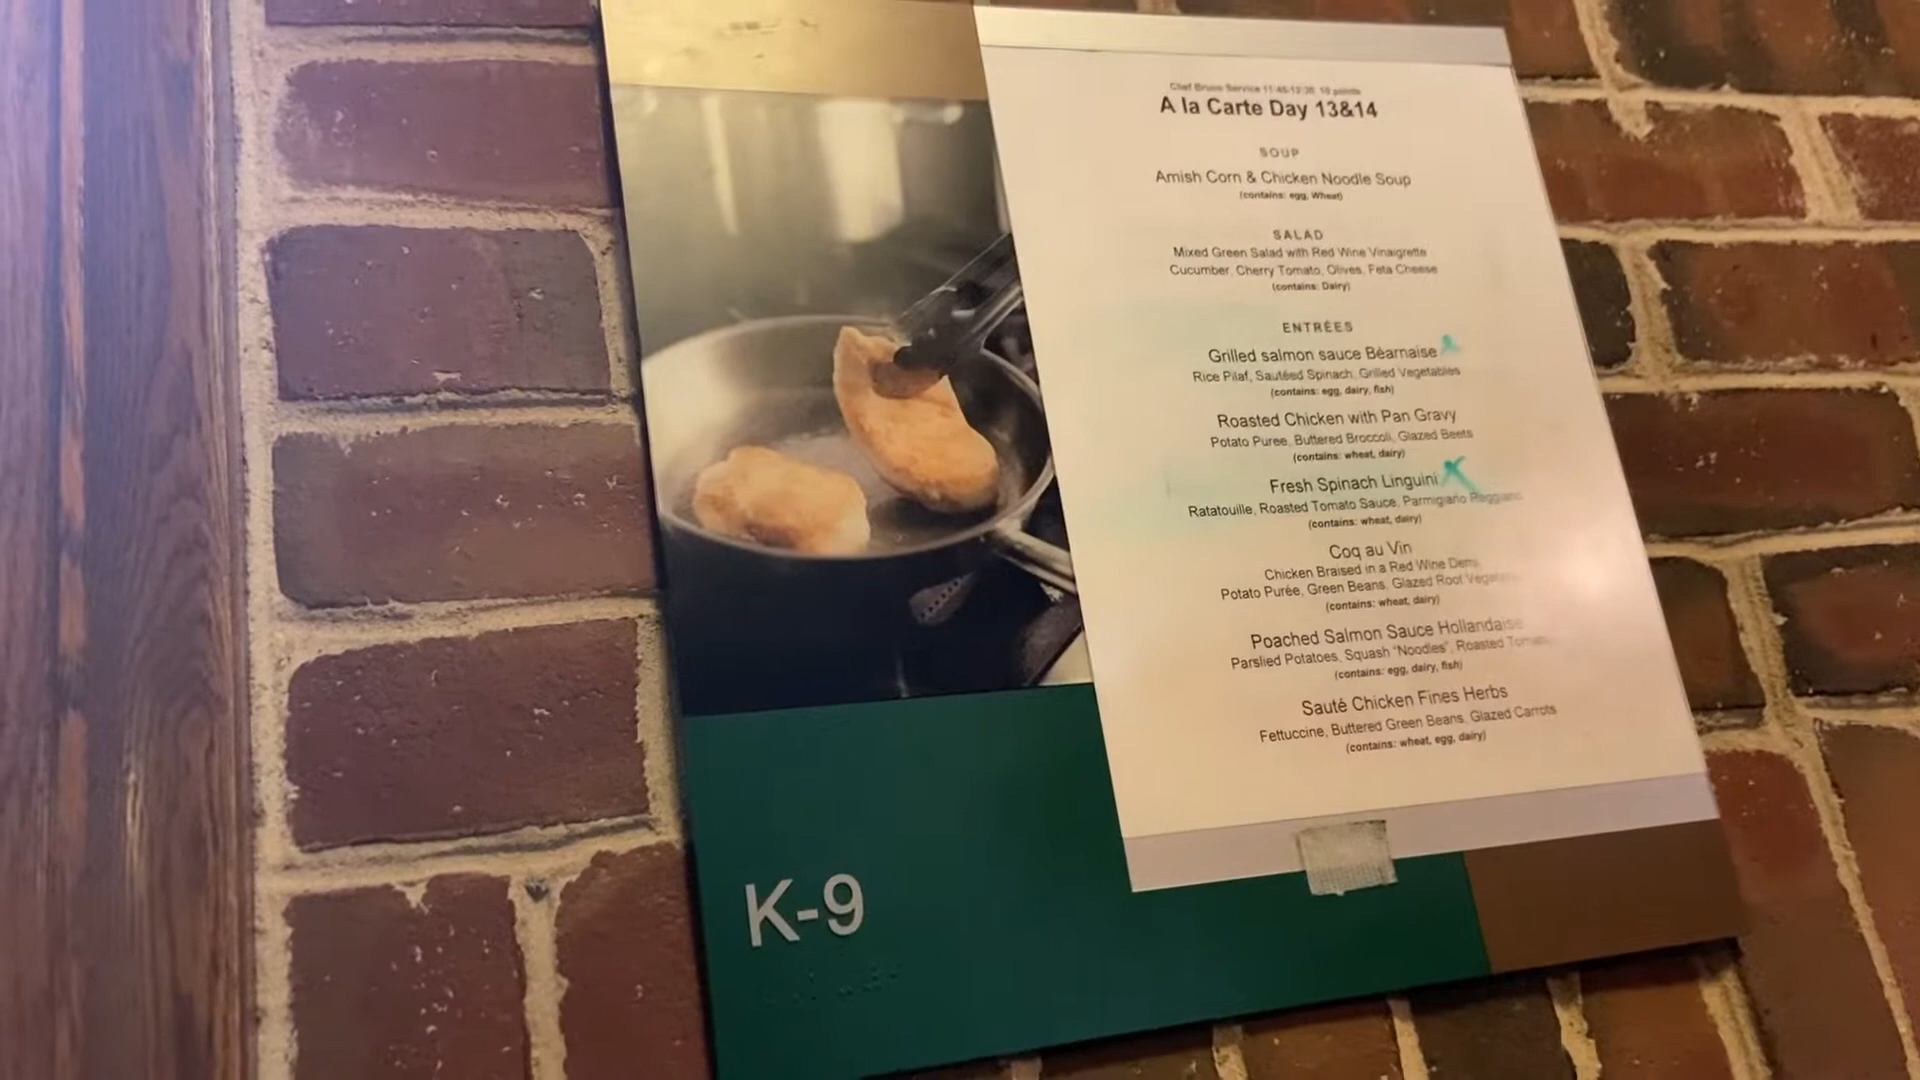 Chef Bruno Service 11:45-12:30 10 points
A la Carte Day 13&14
SOUP
Amish Corn & Chicken Noodle Soup
(contains: egg, Wheat)
SALAD
Mixed Green Salad with Red Wine Vinaigrette
Cucumber, Cherry Tomato, Olives, Feta Cheese
(contains: Dairy)
ENTRÉES
Grilled salmon sauce Béarnaise
Rice Pilaf, Sautéed Spinach, Grilled Vegetables
(contains: egg, dairy, fish)
Roasted Chicken with Pan Gravy
Potato Puree, Buttered Broccoli, Glazed Beets
(contains: wheat, dairy)
Fresh Spinach Linguini
Ratatouille, Roasted Tomato Sauce, Parmigiano Reggiano
(contains: wheat, dairy)
Coq au Vin
Chicken Braised in a Red Wine Demi
Potato Purée, Green Beans, Glazed Root
(contains: wheat, dairy)
Poached Salmon Sauce Hollandaise
Parslied Potatoes, Squash "Noodles", Roasted
(contains: egg, dairy, fish)
Sauté Chicken Fines Herbs
Fettuccine, Buttered Green Beans, Glazed Carrots
(contains: wheat, egg, dairy)
K-9